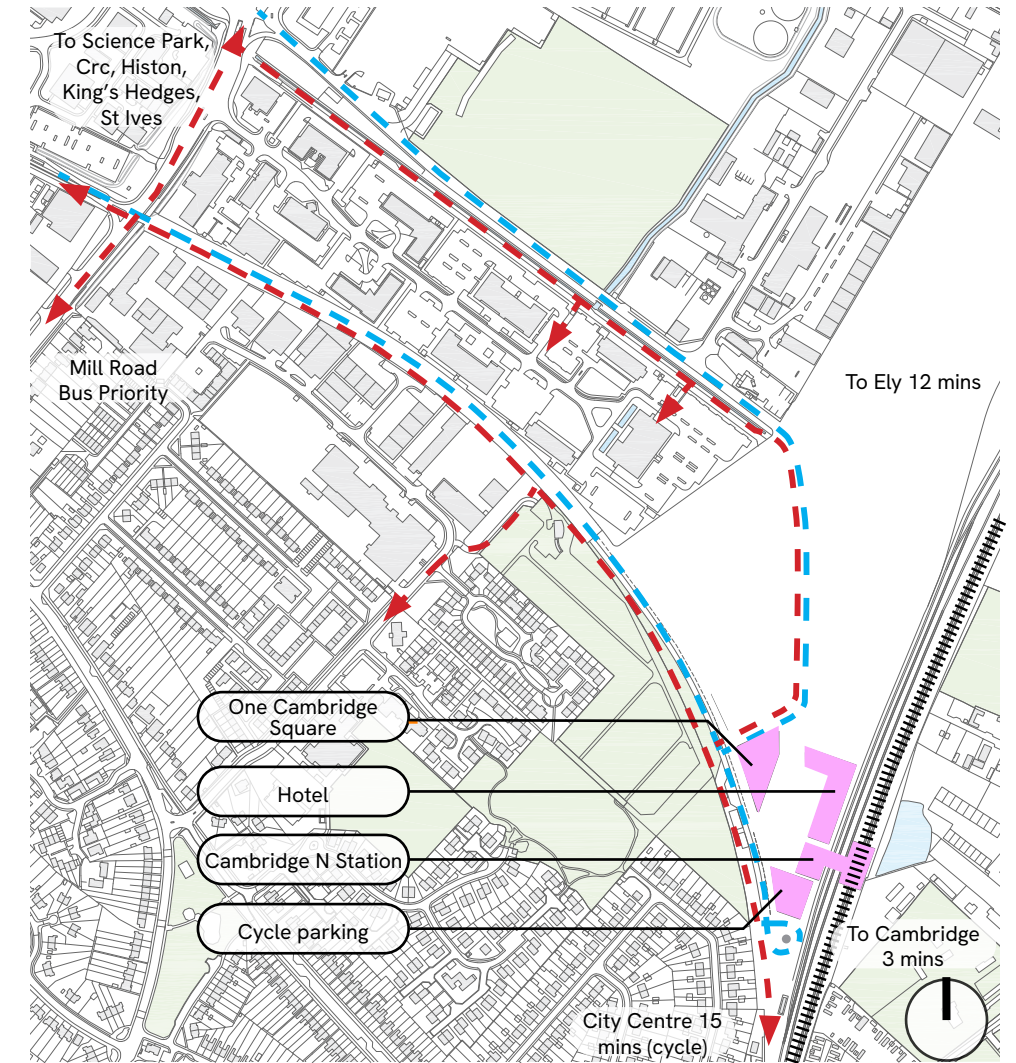 To Science Park,
Crc, Histon,
King's Hedges,
St Ives
Mill Road
Bus Priority
To Ely 12 mins
One Cambridge
Square
Hotel
Cambridge N Station
Cycle parking
To Cambridge
3 mins
City Centre 15
mins (cycle)